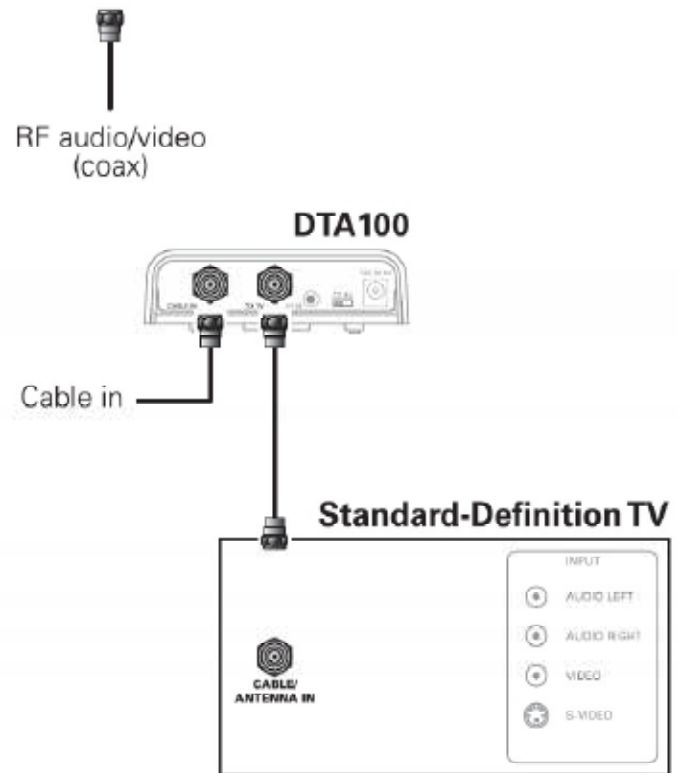 RF audio/video
(coax)
DTA100
CABLE IN
TO TV
Cable in
Standard-Definition TV
INPUT
AUDIO LEFT
AUDIO RIGHT
VIDEO
S-VIDEO
CABLE/
ANTENNA IN